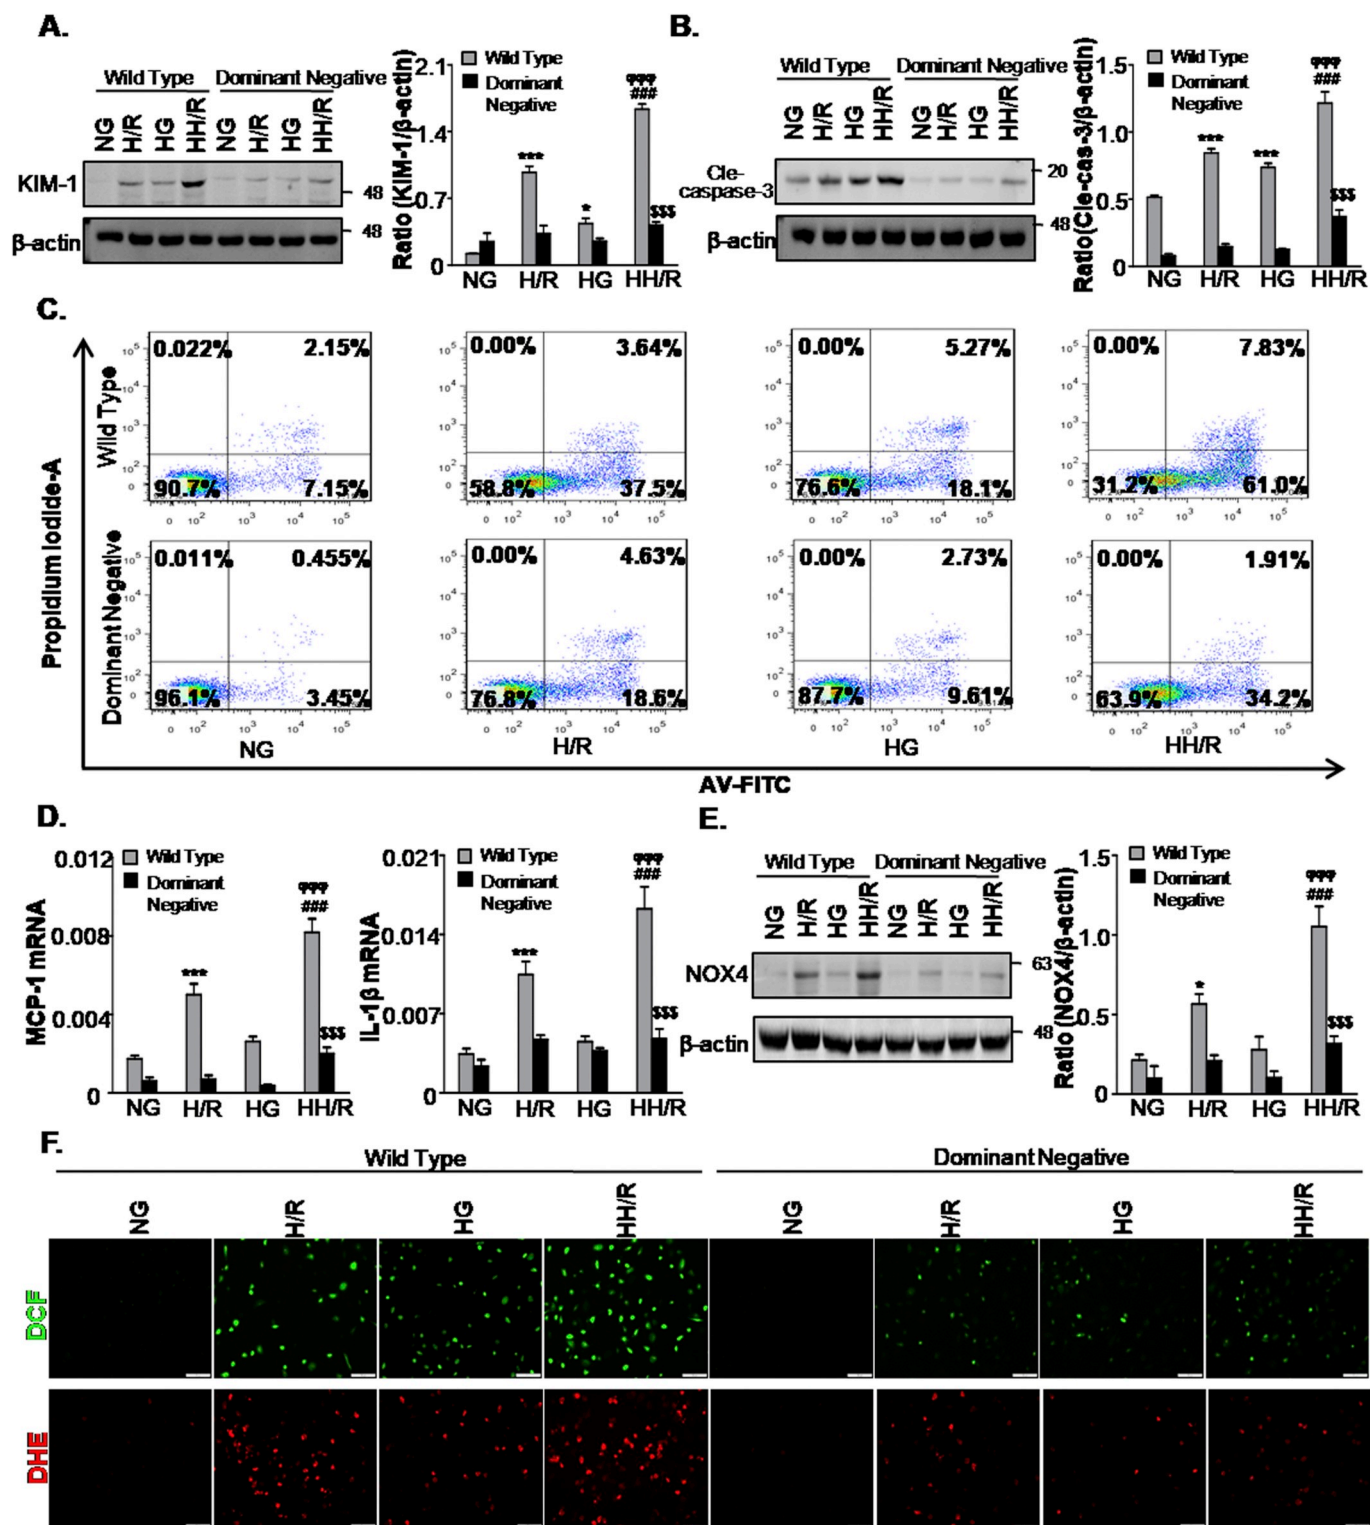 A.
Wild Type Dominant Negative
NG H/R HG HH/R NG H/R HG HH/R
KIM-1
48
β-actin
48
Ratio (KIM-1/β-actin)
2.1
1.4
0.7
0
Wild Type
Dominant
Negative
***
*
φφφ
###
$$$
NG H/R HG HH/R
B.
Wild Type Dominant Negative
NG H/R HG HH/R NG H/R HG HH/R
Cle-
caspase-3
20
β-actin
48
Ratio(Cle-cas-3/β-actin)
1.5
1.0
0.5
0
Wild Type
Dominant
Negative
***
***
φφφ
###
$$$
NG H/R HG HH/R
C.
Propidium Iodide-A
Wild Type
0.022% 2.15%
90.7% 7.15%
0.00% 3.64%
58.8% 37.5%
0.00% 5.27%
76.6% 18.1%
0.00% 7.83%
31.2% 61.0%
Dominant Negative
0.011% 0.455%
96.1% 3.45%
0.00% 4.63%
76.8% 18.6%
0.00% 2.73%
87.7% 9.61%
0.00% 1.91%
63.9% 34.2%
NG H/R HG HH/R
AV-FITC
D.
MCP-1 mRNA
0.012
0.008
0.004
0
Wild Type
Dominant
Negative
***
φφφ
###
$$$
NG H/R HG HH/R
IL-1β mRNA
0.021
0.014
0.007
0
Wild Type
Dominant
Negative
***
φφφ
###
$$$
NG H/R HG HH/R
E.
Wild Type Dominant Negative
NG H/R HG HH/R NG H/R HG HH/R
NOX4
63
β-actin
48
Ratio (NOX4/β-actin)
1.5
1.0
0.5
0
Wild Type
Dominant
Negative
*
φφφ
###
$$$
NG H/R HG HH/R
F.
Wild Type Dominant Negative
NG H/R HG HH/R NG H/R HG HH/R
DCF
DHE